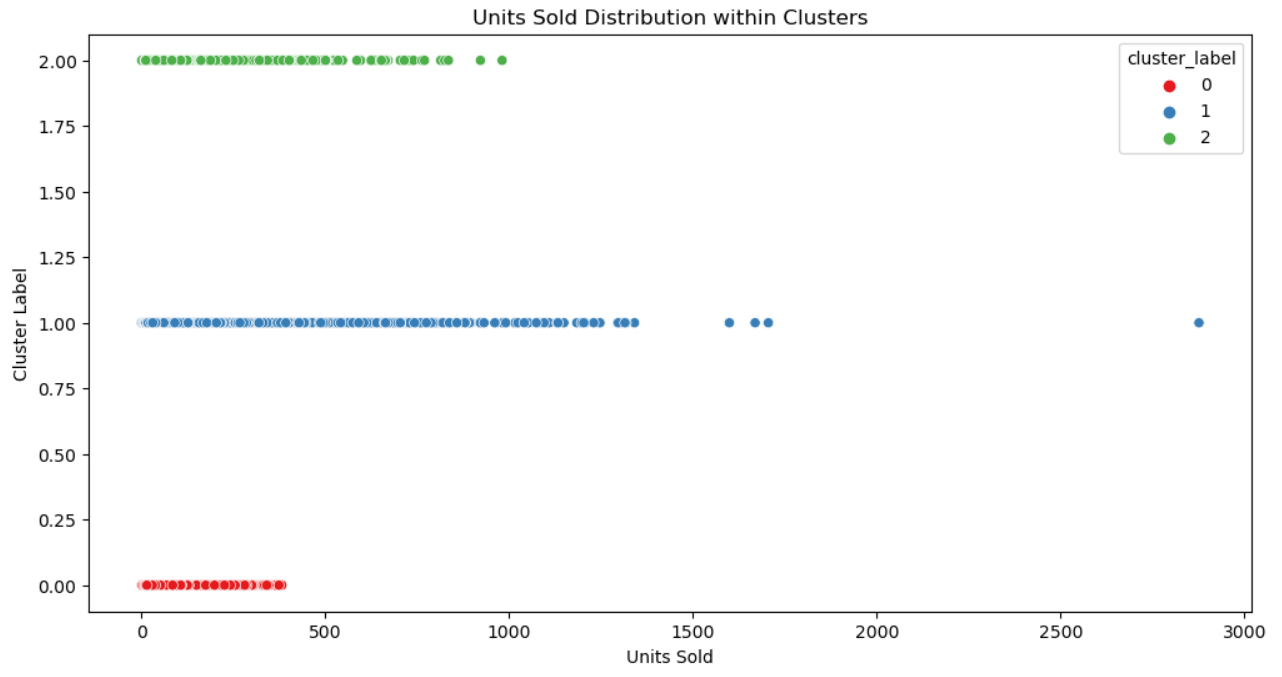 Units Sold Distribution within Clusters
cluster_label
0
1
2
2.00
1.75
1.50
1.25
1.00
0.75
0.50
0.25
0.00
Cluster Label
0 500 1000 1500 2000 2500 3000
Units Sold